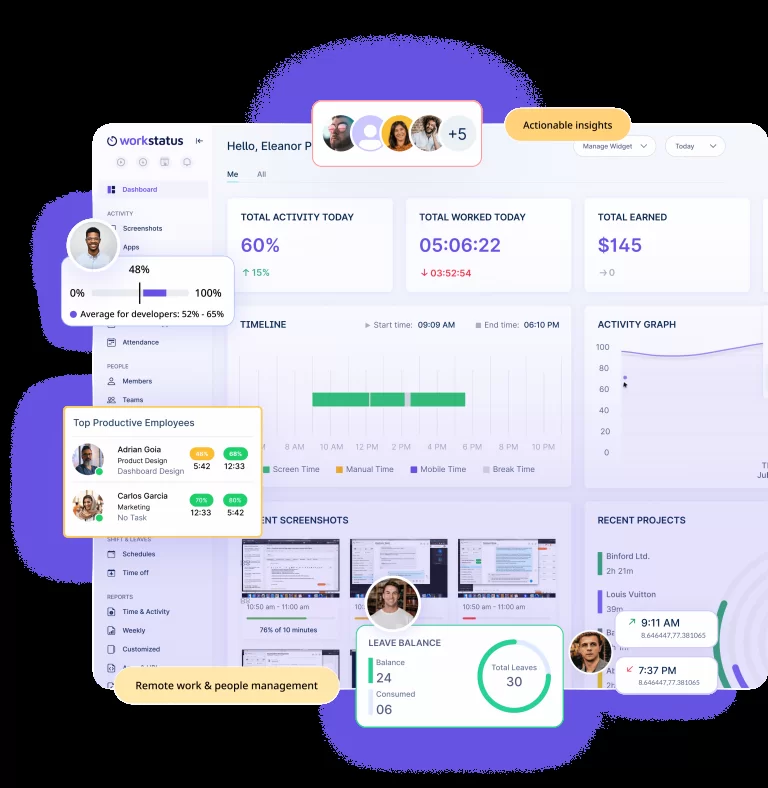 +5
Actionable insights
workstatus
Hello, Eleanor P
Manage Widget
Today
Me
All
Dashboard
ACTIVITY
Screenshots
Apps
TOTAL ACTIVITY TODAY
60%
↑ 15%
TOTAL WORKED TODAY
05:06:22
↓ 03:52:54
TOTAL EARNED
$145
→ 0
48%
0%
100%
Average for developers: 52% - 65%
Attendance
PEOPLE
Members
Teams
TIMELINE
Start time: 09:09 AM
End time: 06:10 PM
8 AM 10 AM 12 PM 2 PM 4 PM 6 PM 8 PM 10 PM
Screen Time
Manual Time
Mobile Time
Break Time
ACTIVITY GRAPH
100
80
60
40
20
0
Top Productive Employees
Adrian Goia
Product Design
Dashboard Design
5:42
68%
12:33
Carlos Garcia
Marketing
No Task
70%
12:33
80%
5:42
SHIFT & LEAVES
Schedules
Time off
REPORTS
Time & Activity
Weekly
Customized
ENT SCREENSHOTS
10:50 am - 11:00 am
76% of 10 minutes
10:50 am - 11:00 am
RECENT PROJECTS
Binford Ltd.
2h 21m
Louis Vuitton
39m
9:11 AM
8.646447,77.381065
7:37 PM
8.646447,77.381065
LEAVE BALANCE
Balance
24
Consumed
06
Total Leaves
30
Remote work & people management